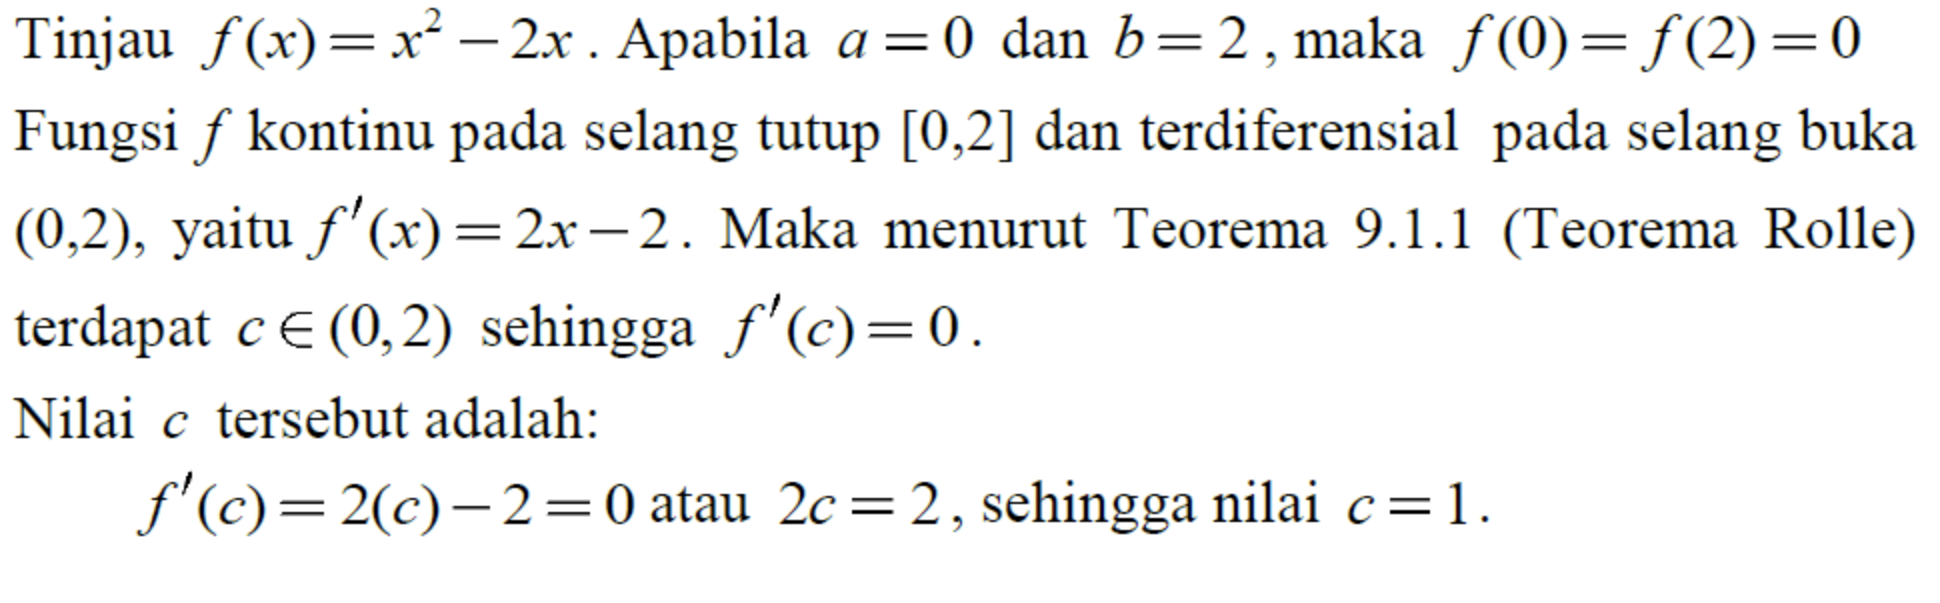 Tinjau f(x) = x² − 2x. Apabila a = 0 dan b = 2, maka f(0) = f(2) = 0
Fungsi f kontinu pada selang tutup [0,2] dan terdiferensial pada selang buka
(0,2), yaitu f′(x) = 2x − 2. Maka menurut Teorema 9.1.1 (Teorema Rolle)
terdapat c ∈ (0,2) sehingga f′(c) = 0.
Nilai c tersebut adalah:
f′(c) = 2(c) − 2 = 0 atau 2c = 2, sehingga nilai c = 1.